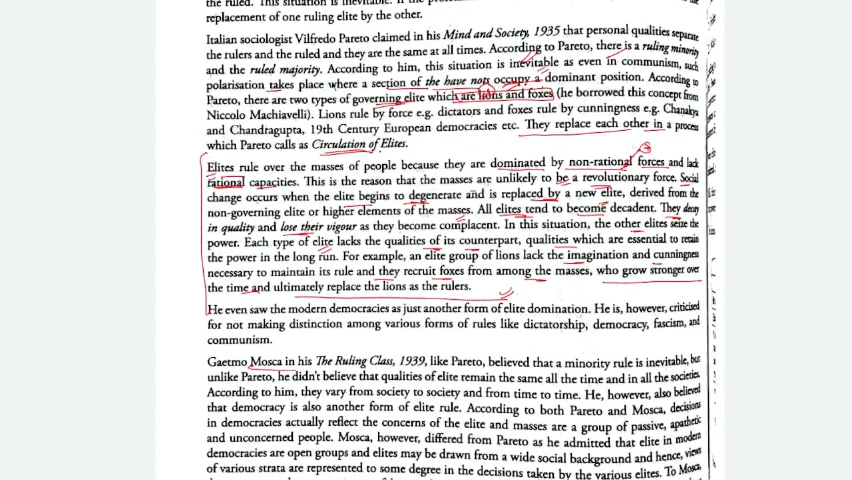 the ruled. This situation is inevitable. If the
replacement of one ruling elite by the other.
Italian sociologist Vilfredo Pareto claimed in his Mind and Society, 1935 that personal qualities separate
the rulers and the ruled and they are the same at all times. According to Pareto, there is a ruling minority
and the ruled majority. According to him, this situation is inevitable as even in communism, such
polarisation takes place where a section of the have nots occupy a dominant position. According to
Pareto, there are two types of governing elite which are lions and foxes (he borrowed this concept from
Niccolo Machiavelli). Lions rule by force e.g. dictators and foxes rule by cunningness e.g. Chanakya
and Chandragupta, 19th Century European democracies etc. They replace each other in a process
which Pareto calls as Circulation of Elites.
Elites rule over the masses of people because they are dominated by non-rational forces and lack
rational capacities. This is the reason that the masses are unlikely to be a revolutionary force. Social
change occurs when the elite begins to degenerate and is replaced by a new elite, derived from the
non-governing elite or higher elements of the masses. All elites tend to become decadent. They decay
in quality and lose their vigour as they become complacent. In this situation, the other elites seize the
power. Each type of elite lacks the qualities of its counterpart, qualities which are essential to retain
the power in the long run. For example, an elite group of lions lack the imagination and cunningness
necessary to maintain its rule and they recruit foxes from among the masses, who grow stronger over
the time and ultimately replace the lions as the rulers.
He even saw the modern democracies as just another form of elite domination. He is, however, criticised
for not making distinction among various forms of rules like dictatorship, democracy, fascism, and
communism.
Gaetmo Mosca in his The Ruling Class, 1939, like Pareto, believed that a minority rule is inevitable, but
unlike Pareto, he didn't believe that qualities of elite remain the same all the time and in all the societies.
According to him, they vary from society to society and from time to time. He, however, also believed
that democracy is also another form of elite rule. According to both Pareto and Mosca, decisions
in democracies actually reflect the concerns of the elite and masses are a group of passive, apathetic
and unconcerned people. Mosca, however, differed from Pareto as he admitted that elite in modern
democracies are open groups and elites may be drawn from a wide social background and hence, views
of various strata are represented to some degree in the decisions taken by the various elites. To Mosca,